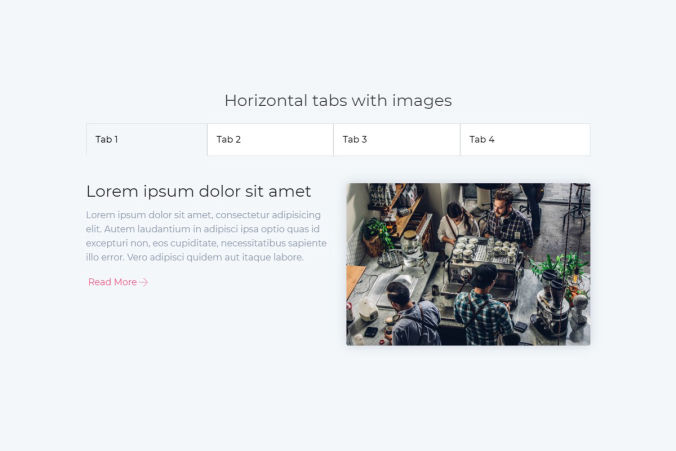 Horizontal tabs with images
Tab 1
Tab 2
Tab 3
Tab 4
Lorem ipsum dolor sit amet
Lorem ipsum dolor sit amet, consectetur adipisicing
elit. Autem laudantium in adipisci ipsa optio quas id
excepturi non, eos cupiditate, necessitatibus sapiente
illo error. Vero adipisci quidem aut itaque labore.
Read More